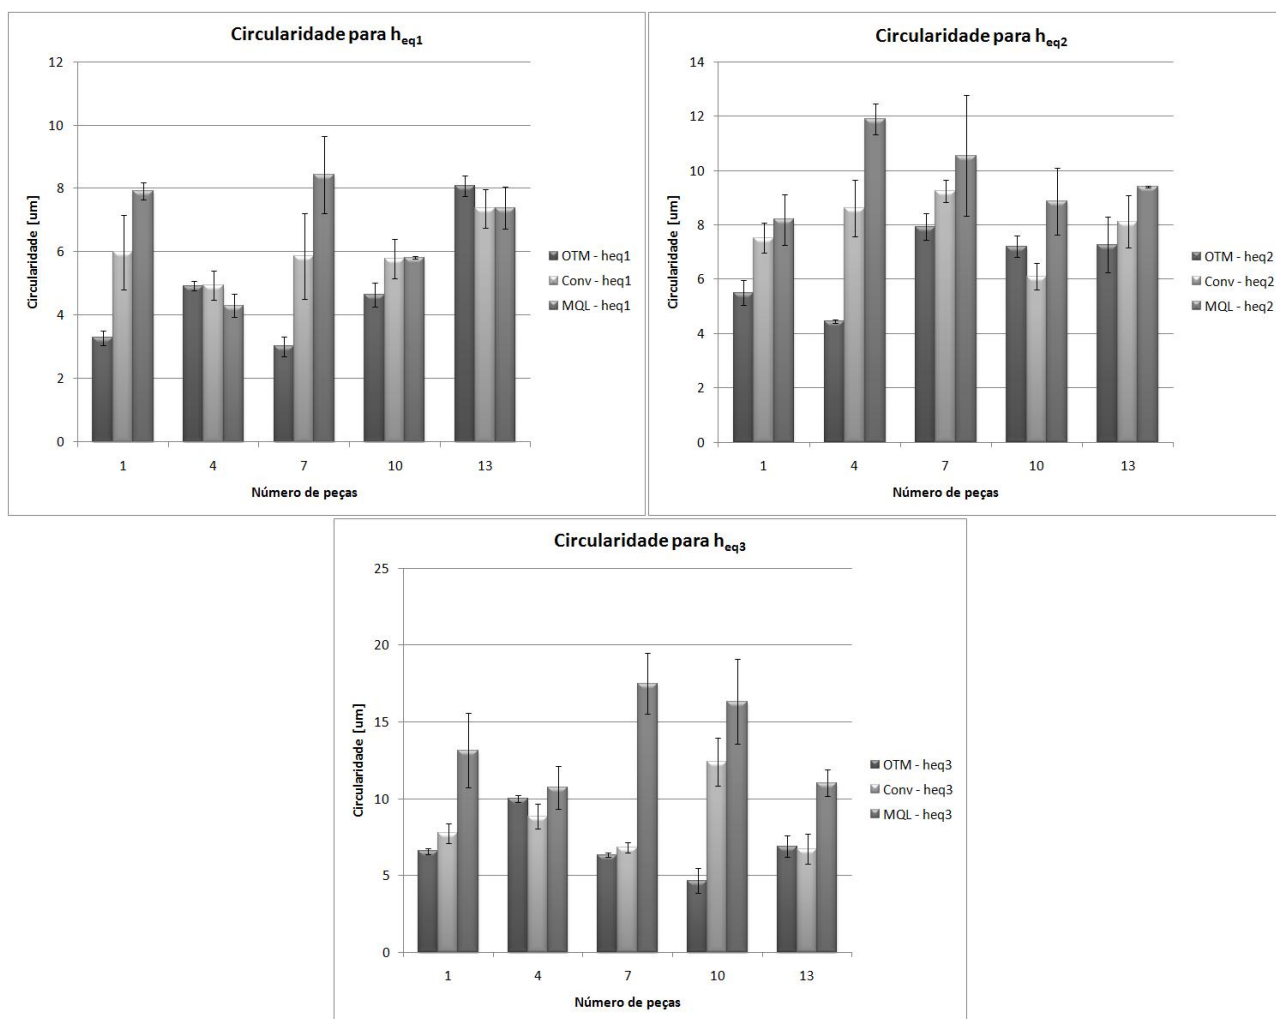 Circularidade para heq1
12
10
8
6
4
2
0
Circularidade [um]
1 4 7 10 13
Número de peças
OTM - heq1
Conv - heq1
MQL - heq1
Circularidade para heq2
14
12
10
8
6
4
2
0
Circularidade [um]
1 4 7 10 13
Número de peças
OTM - heq2
Conv - heq2
MQL - heq2
Circularidade para heq3
25
20
15
10
5
0
Circularidade [um]
1 4 7 10 13
Número de peças
OTM - heq3
Conv - heq3
MQL - heq3